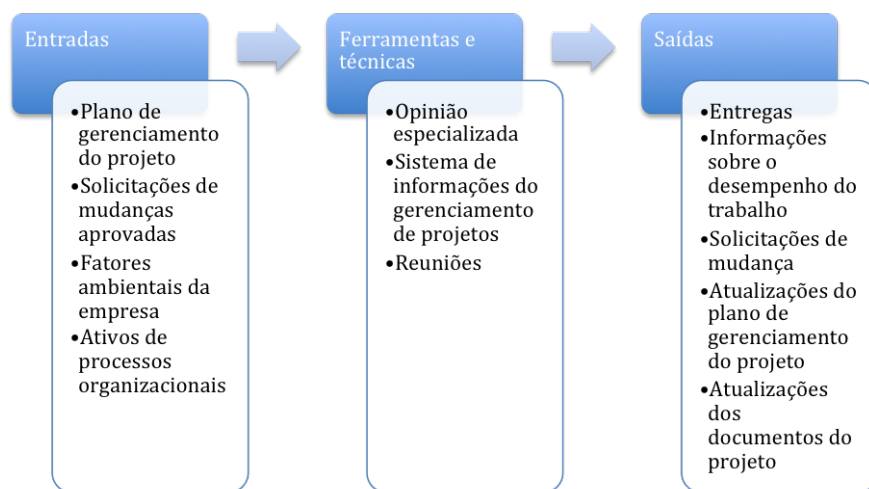 Entradas
•Plano de
gerenciamento
do projeto
•Solicitações de
mudanças
aprovadas
•Fatores
ambientais da
empresa
•Ativos de
processos
organizacionais
Ferramentas e
técnicas
•Opinião
especializada
•Sistema de
informações do
gerenciamento
de projetos
•Reuniões
Saídas
•Entregas
•Informações
sobre o
desempenho do
trabalho
•Solicitações de
mudança
•Atualizações do
plano de
gerenciamento
do projeto
•Atualizações
dos
documentos do
projeto